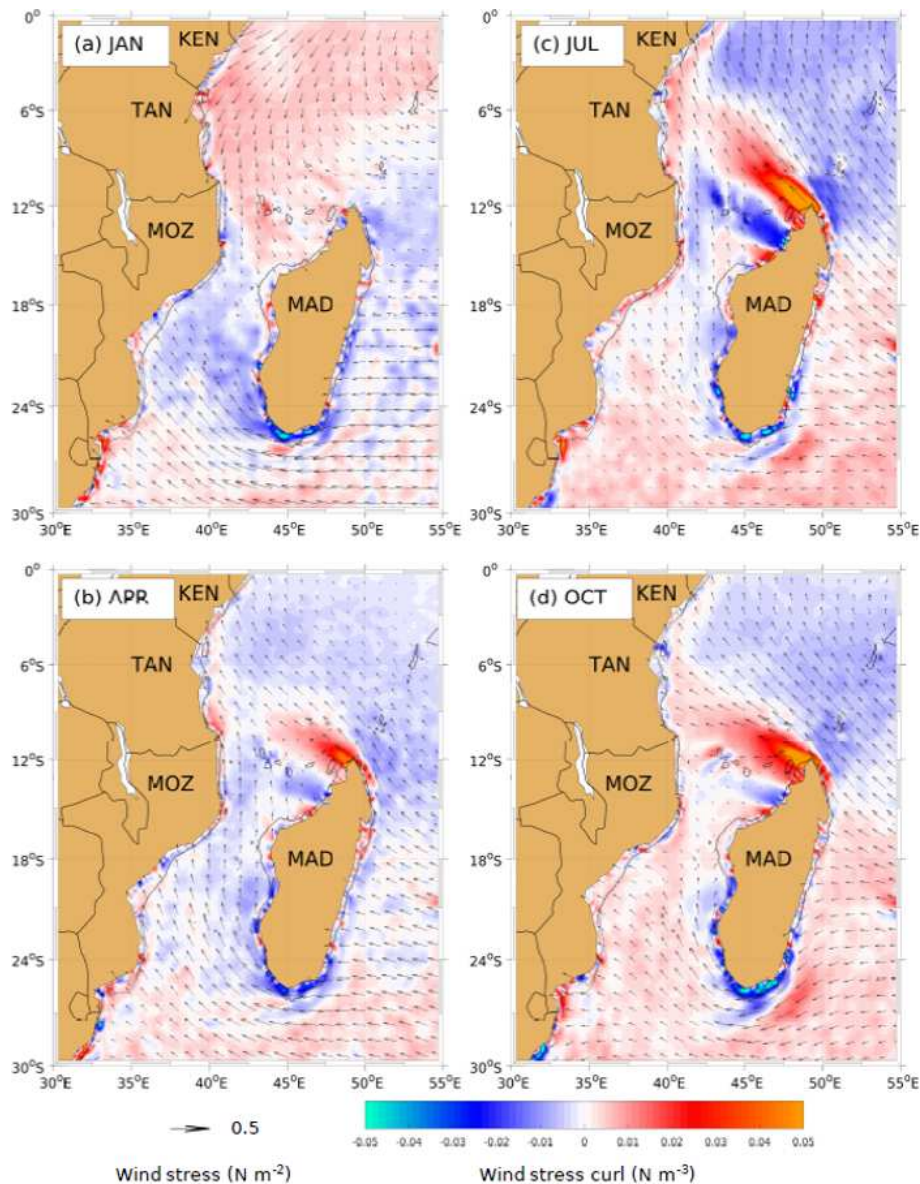 0°
(a) JAN
KEN
TAN
6°S
12°S
MOZ
MAD
18°S
24°S
30°S
30°E 35°E 40°E 45°E 50°E
0°
(c) JUL
KEN
TAN
6°S
12°S
MOZ
MAD
18°S
24°S
30°S
30°E 35°E 40°E 45°E 50°E 55°E
0°
(b) APR
KEN
TAN
6°S
12°S
MOZ
MAD
18°S
24°S
30°S
30°E 35°E 40°E 45°E 50°E 55°E
0°
(d) OCT
KEN
TAN
6°S
12°S
MOZ
MAD
18°S
24°S
30°S
30°E 35°E 40°E 45°E 50°E 55°E
0.5
-0.05 -0.04 -0.03 -0.02 -0.01 0 0.01 0.02 0.03 0.04 0.05
Wind stress (N m⁻²) Wind stress curl (N m⁻³)